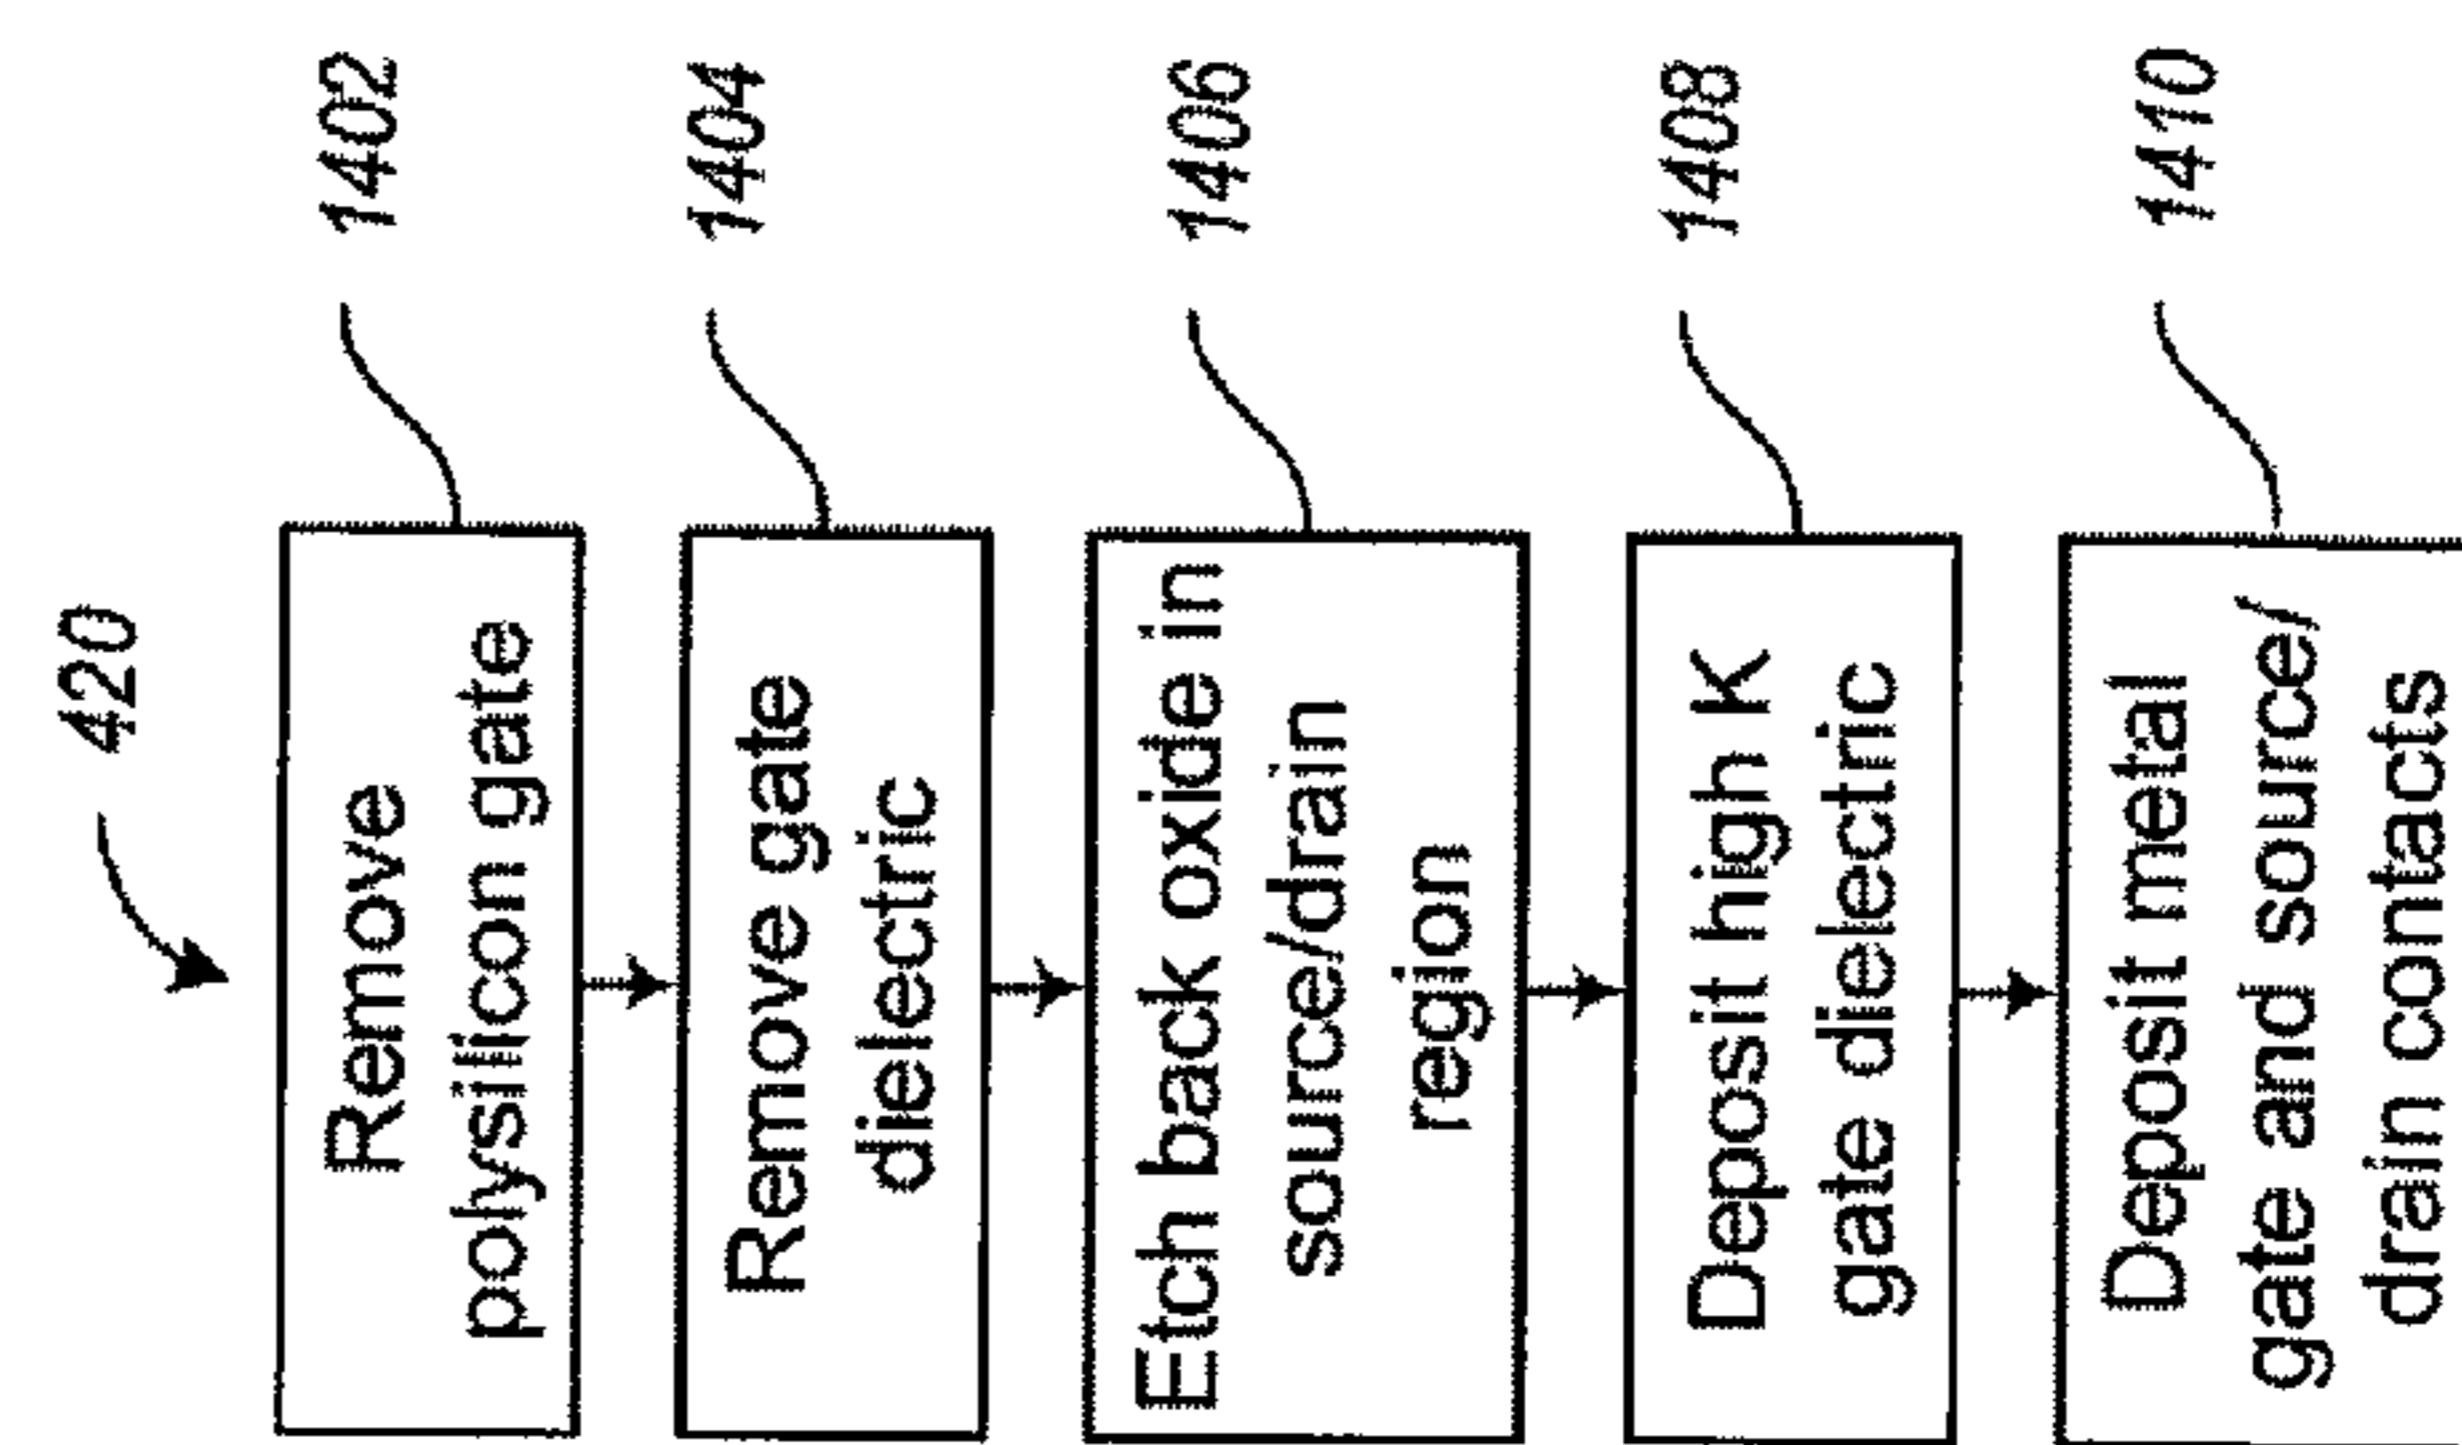 420
Remove
polysilicon gate
1402
Remove gate
dielectric
1404
Etch back oxide in
source/drain
region
1406
Deposit high K
gate dielectric
1408
Deposit metal
gate and source/
drain contacts
1410